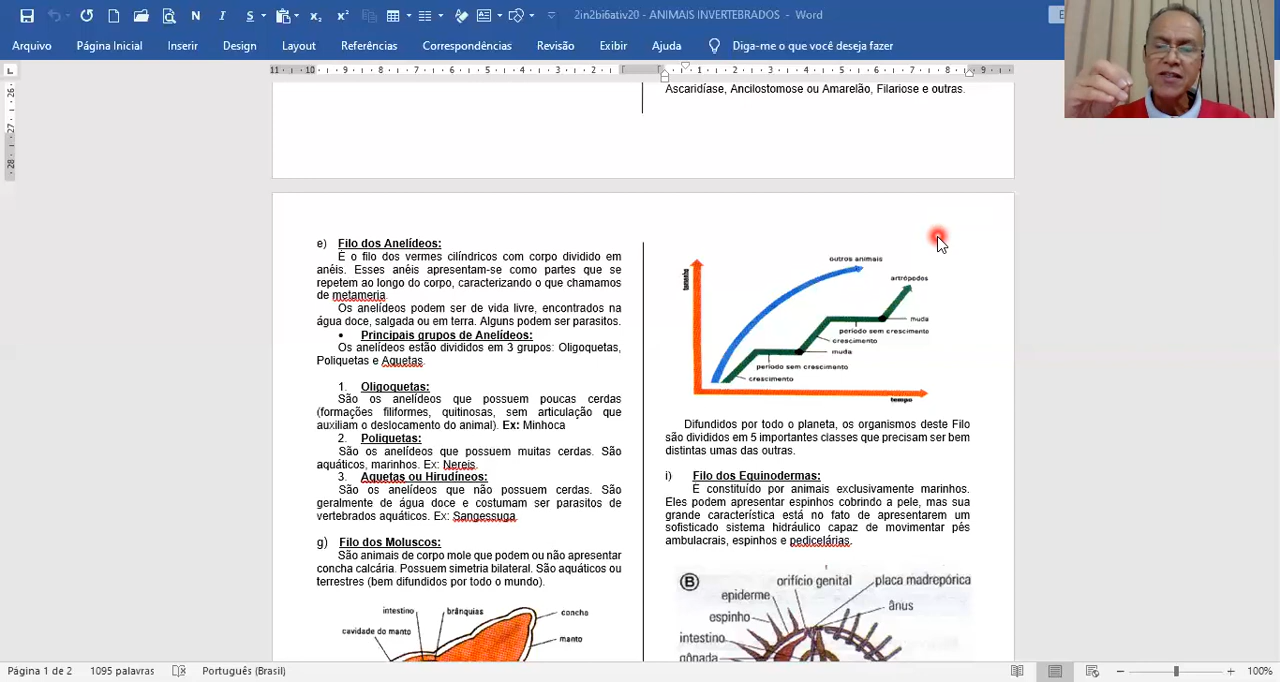 2in2bi6ativ20 - ANIMAIS INVERTEBRADOS - Word
Arquivo Página Inicial Inserir Design Layout Referências Correspondências Revisão Exibir Ajuda Diga-me o que você deseja fazer
Ascaridíase, Ancilostomose ou Amarelão, Filariose e outras.
e) Filo dos Anelídeos:
É o filo dos vermes cilíndricos com corpo dividido em
anéis. Esses anéis apresentam-se como partes que se
repetem ao longo do corpo, caracterizando o que chamamos
de metameria.
Os anelídeos podem ser de vida livre, encontrados na
água doce, salgada ou em terra. Alguns podem ser parasitos.
• Principais grupos de Anelídeos:
Os anelídeos estão divididos em 3 grupos: Oligoquetas,
Poliquetas e Aquetas.
1. Oligoquetas:
São os anelídeos que possuem poucas cerdas
(formações filiformes, quitinosas, sem articulação que
auxiliam o deslocamento do animal). Ex: Minhoca
2. Poliquetas:
São os anelídeos que possuem muitas cerdas. São
aquáticos, marinhos. Ex: Nereis.
3. Aquetas ou Hirudíneos:
São os anelídeos que não possuem cerdas. São
geralmente de água doce e costumam ser parasitos de
vertebrados aquáticos. Ex: Sangessuga.
g) Filo dos Moluscos:
São animais de corpo mole que podem ou não apresentar
concha calcária. Possuem simetria bilateral. São aquáticos ou
terrestres (bem difundidos por todo o mundo).
intestino brânquias concha
cavidade do manto manto
outros animais
tamanho
artrópodos
muda
período sem crescimento
crescimento
muda
período sem crescimento
crescimento
tempo
Difundidos por todo o planeta, os organismos deste Filo
são divididos em 5 importantes classes que precisam ser bem
distintas umas das outras.
i) Filo dos Equinodermas:
É constituído por animais exclusivamente marinhos.
Eles podem apresentar espinhos cobrindo a pele, mas sua
grande característica está no fato de apresentarem um
sofisticado sistema hidráulico capaz de movimentar pés
ambulacrais, espinhos e pedicelárias.
B orifício genital placa madrepórica
epiderme ânus
espinho
intestino
gônada
Página 1 de 2 1095 palavras Português (Brasil) 100%